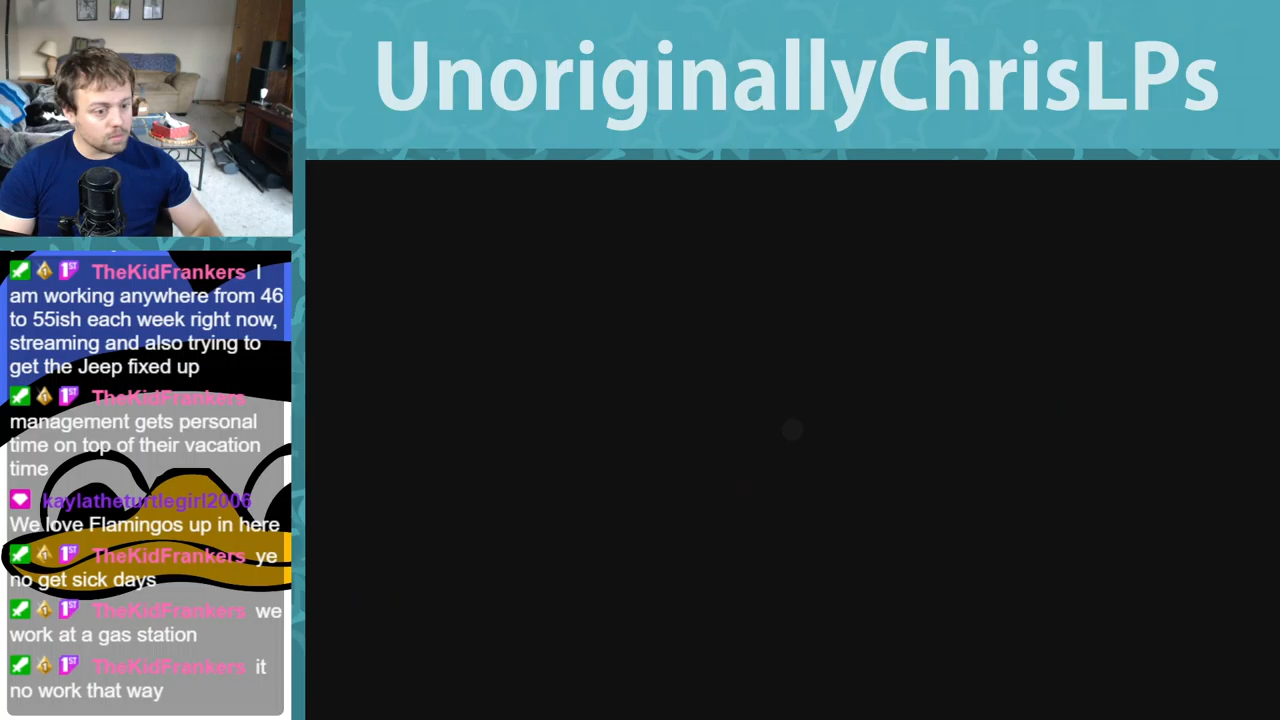 UnoriginallyChrisLPs
TheKidFrankers I
am working anywhere from 46
to 55ish each week right now,
streaming and also trying to
get the Jeep fixed up
TheKidFrankers
management gets personal
time on top of their vacation
time
kaylatheturtlegirl2006
We love Flamingos up in here
TheKidFrankers ye
no get sick days
TheKidFrankers we
work at a gas station
TheKidFrankers it
no work that way